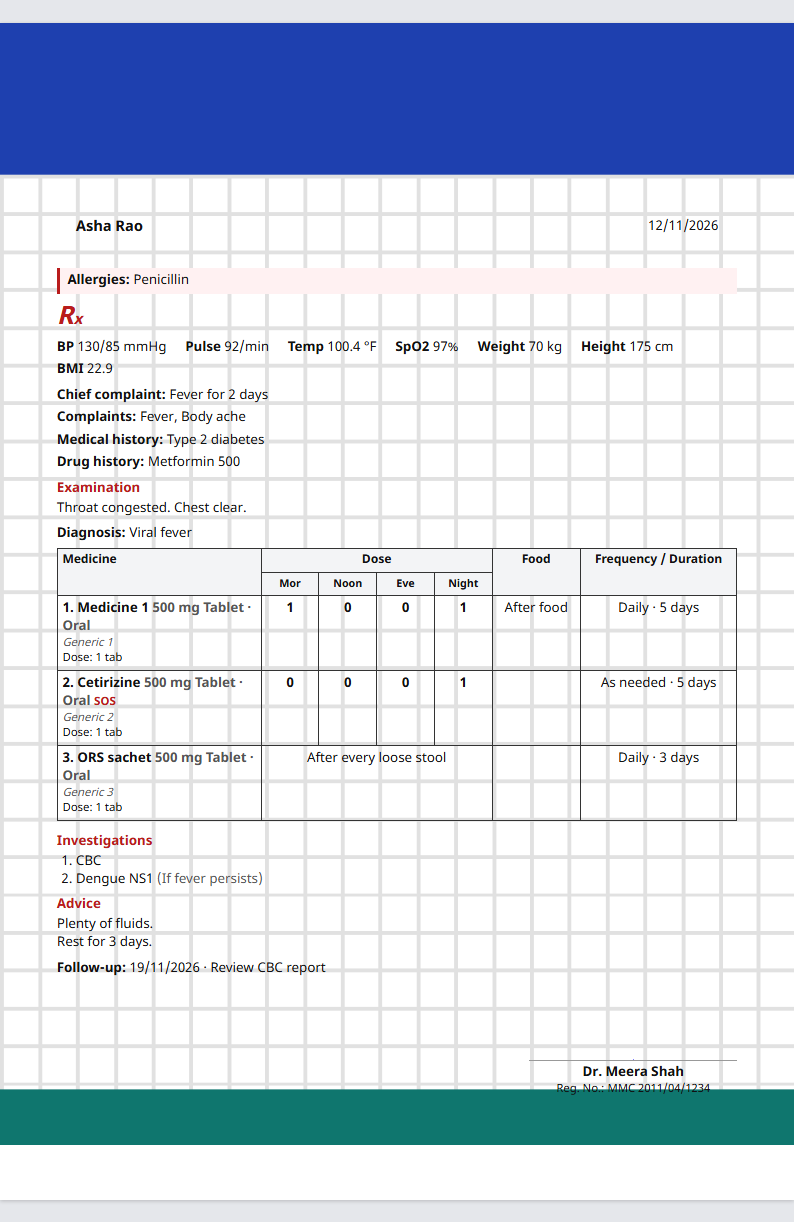 Asha Rao 12/11/2026
Allergies: Penicillin
Rx
BP 130/85 mmHg Pulse 92/min Temp 100.4 °F SpO2 97% Weight 70 kg Height 175 cm
BMI 22.9
Chief complaint: Fever for 2 days
Complaints: Fever, Body ache
Medical history: Type 2 diabetes
Drug history: Metformin 500
Examination
Throat congested. Chest clear.
Diagnosis: Viral fever
Medicine Dose Food Frequency / Duration
Mor Noon Eve Night
1. Medicine 1 500 mg Tablet · 1 0 0 1 After food Daily · 5 days
Oral
Generic 1
Dose: 1 tab
2. Cetirizine 500 mg Tablet · 0 0 0 1 As needed · 5 days
Oral SOS
Generic 2
Dose: 1 tab
3. ORS sachet 500 mg Tablet · After every loose stool Daily · 3 days
Oral
Generic 3
Dose: 1 tab
Investigations
1. CBC
2. Dengue NS1 (If fever persists)
Advice
Plenty of fluids.
Rest for 3 days.
Follow-up: 19/11/2026 · Review CBC report
Dr. Meera Shah
Reg. No.: MMC 2011/04/1234